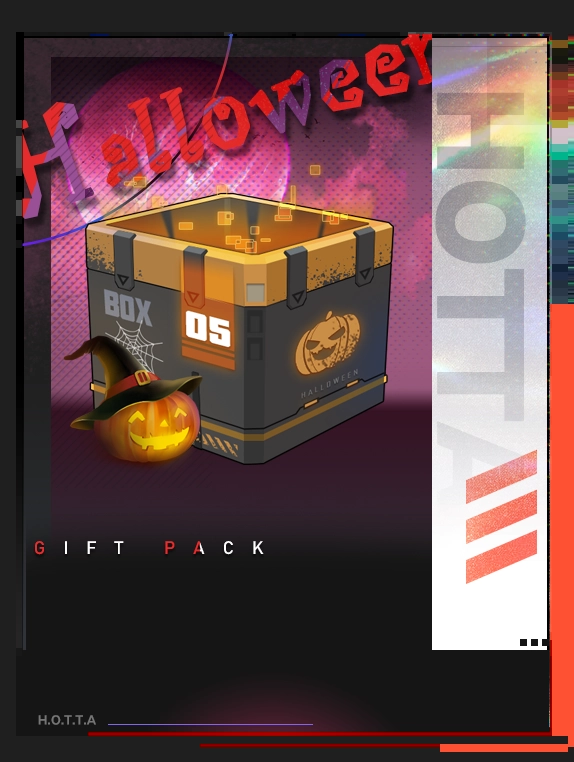 Halloween
BOX
05
HALLOWEEN
HOTTA
GIFT PACK
H.O.T.T.A